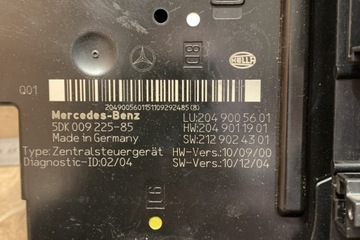 HELLA
Q01
2049005601151109292485(8)
Mercedes-Benz LU:204 900 56 01
5DK 009 225-85 HW:204 901 19 01
Made in Germany SW:212 902 43 01
Type: Zentralsteuergerät HW-Vers.: 10/09/00
Diagnostic-ID:02/04 SW-Vers.: 10/12/04